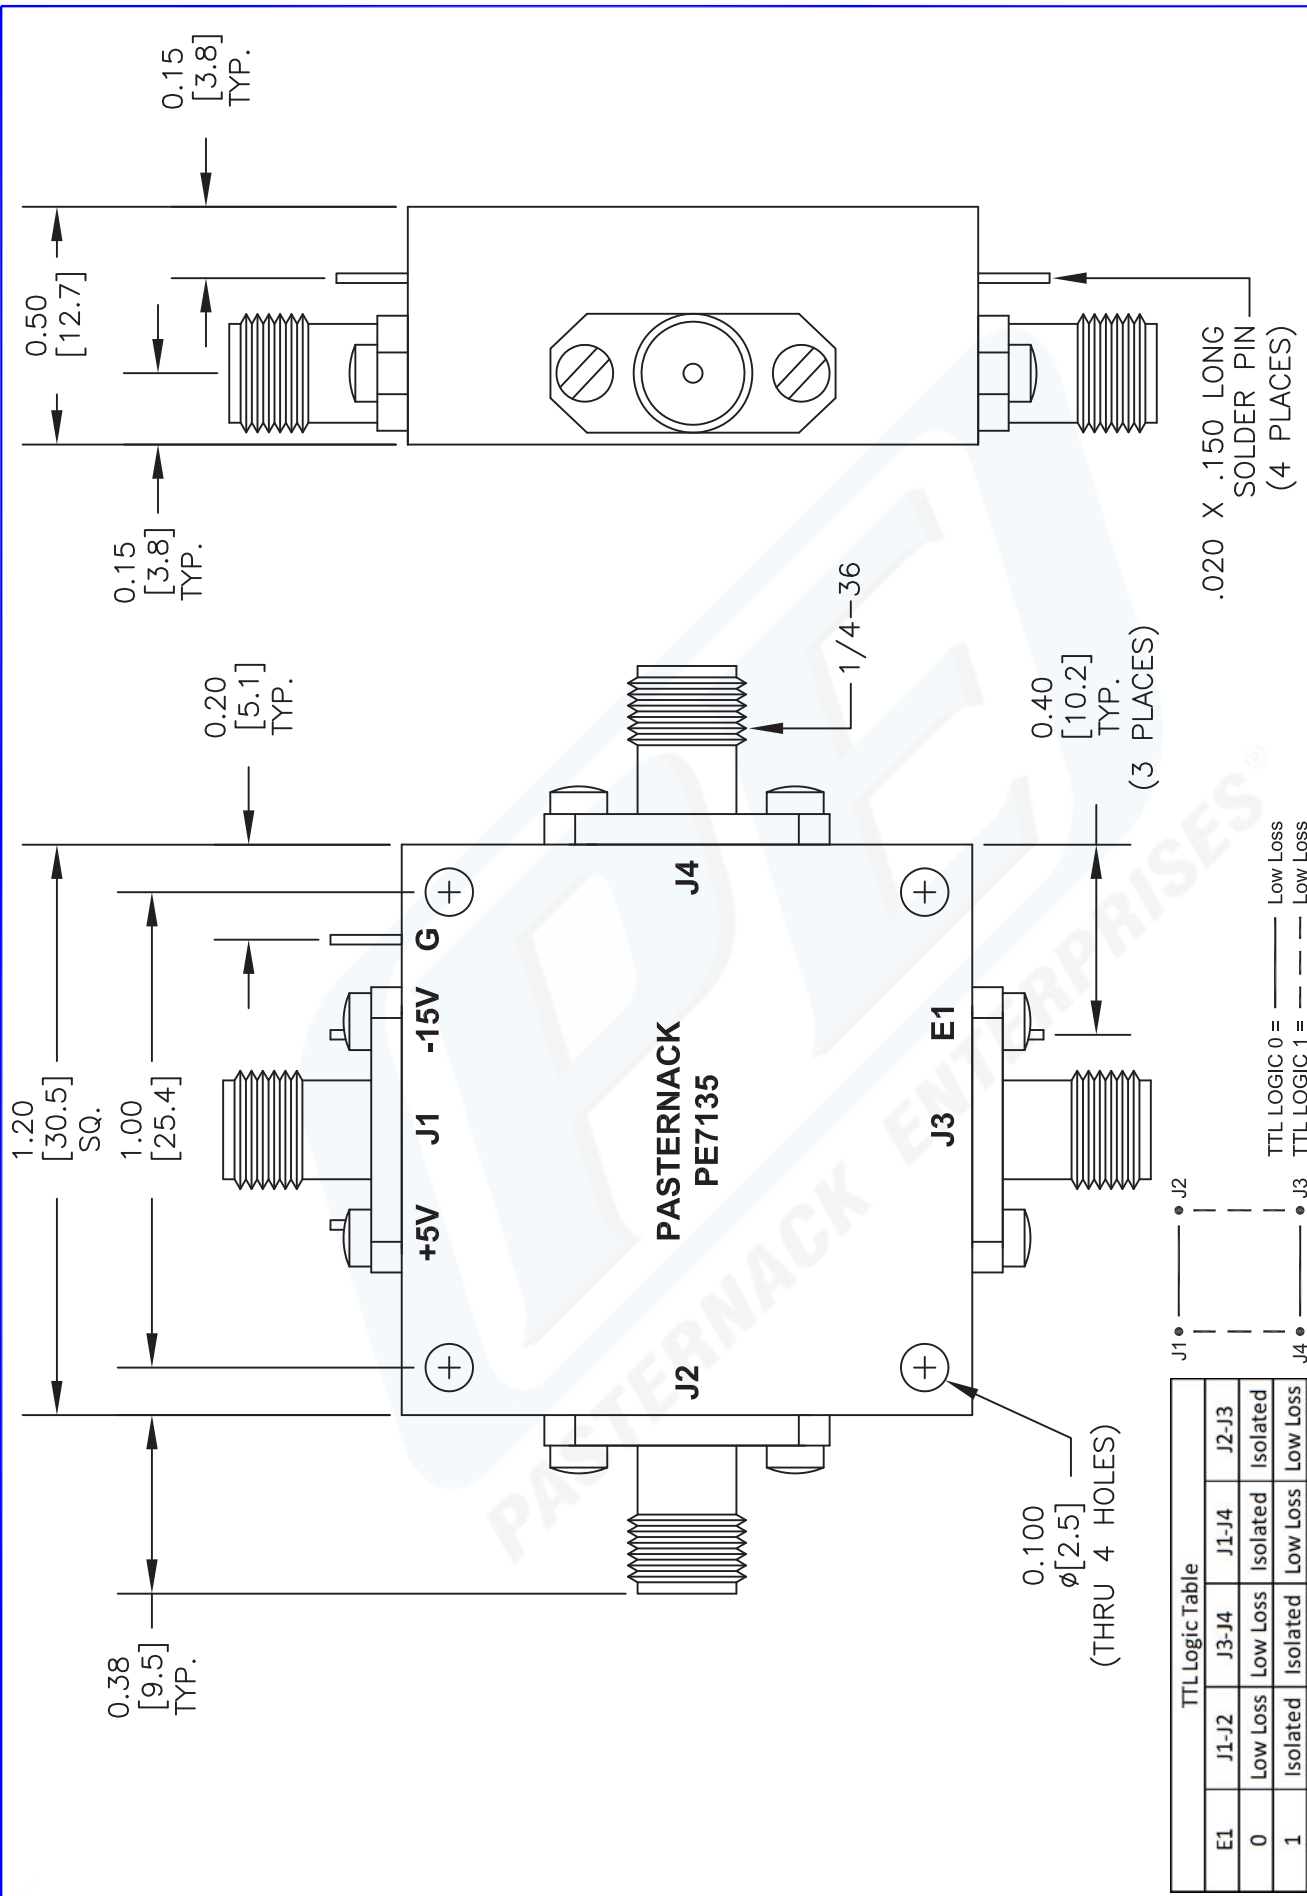 1.20
[30.5]
SQ.
1.00
[25.4]
0.38
[9.5]
TYP.
0.20
[5.1]
TYP.
0.15
[3.8]
TYP.
0.50
[12.7]
0.15
[3.8]
TYP.
+5V
J1
-15V
G
J2
PASTERNACK
PE7135
J4
J3
E1
1/4-36
0.40
[10.2]
TYP.
(3 PLACES)
.020 X .150 LONG
SOLDER PIN
(4 PLACES)
0.100
ø[2.5]
(THRU 4 HOLES)
PASTERNACK ENTERPRISES®
PE
TTL Logic Table
E1 J1-J2 J3-J4 J1-J4 J2-J3
0 Low Loss Low Loss Isolated Isolated
1 Isolated Isolated Low Loss Low Loss
J1 J2
J4 J3
TTL LOGIC 0 = Low Loss
TTL LOGIC 1 = Low Loss